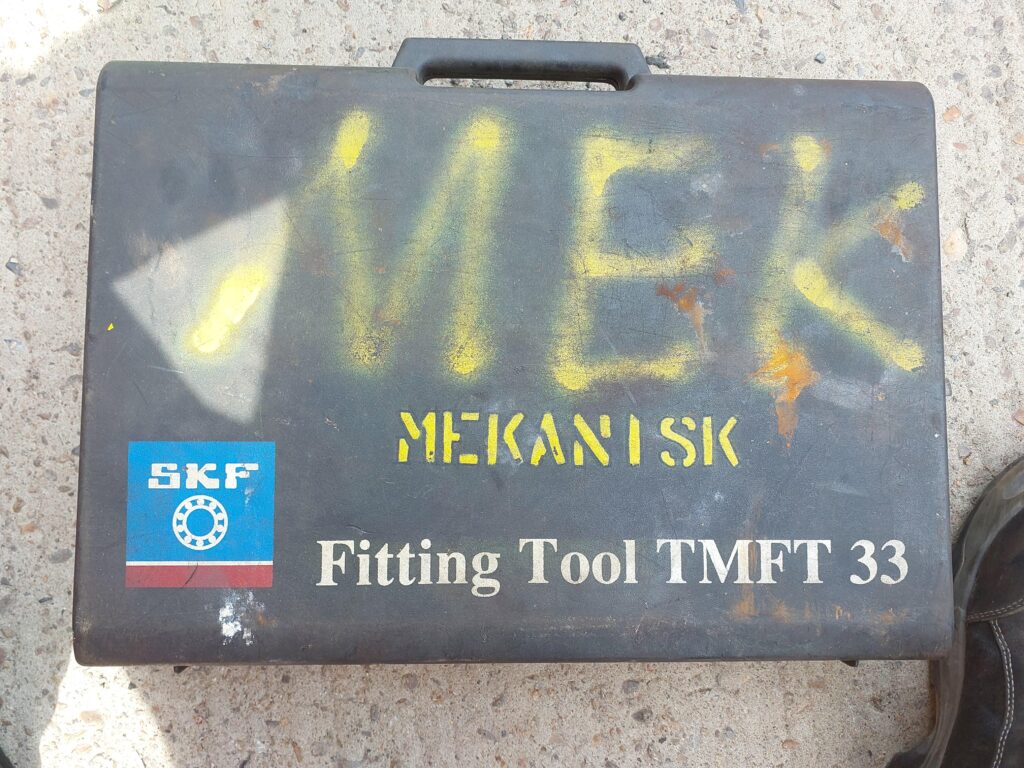 MEK
MEKANISK
SKF
Fitting Tool TMFT 33